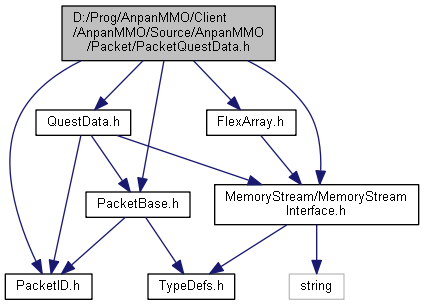 D:/Prog/AnpanMMO/Client
/AnpanMMO/Source/AnpanMMO
/Packet/PacketQuestData.h
QuestData.h
FlexArray.h
PacketBase.h
MemoryStream/MemoryStream
Interface.h
PacketID.h
TypeDefs.h
string